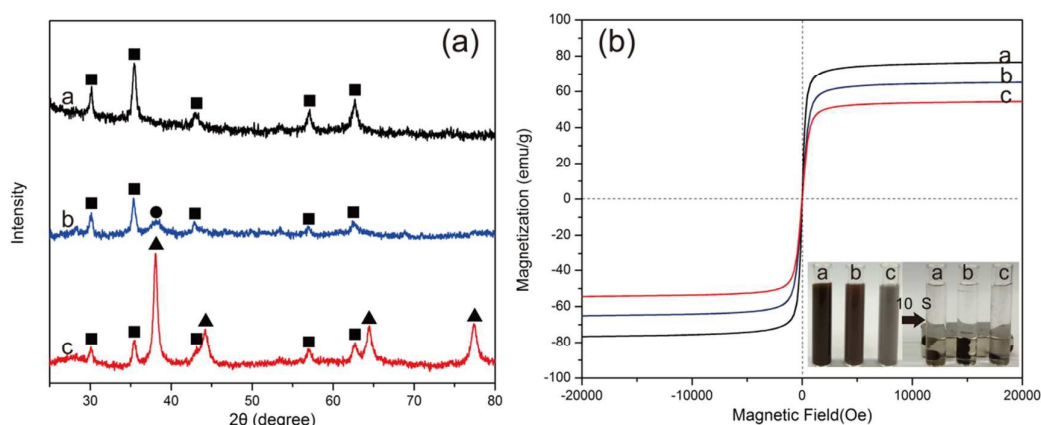 (a)
a
b
c
Intensity
30 40 50 60 70 80
2θ (degree)
(b)
100
80
60
40
20
0
-20
-40
-60
-80
-100
a
b
c
Magnetization (emu/g)
a b c
10 S
a b c
-20000 -10000 0 10000 20000
Magnetic Field(Oe)